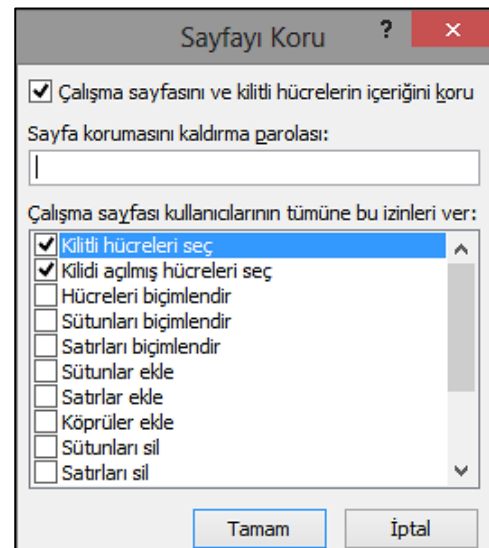 Sayfayı Koru ?
Çalışma sayfasını ve kilitli hücrelerin içeriğini koru
Sayfa korumasını kaldırma parolası:
Çalışma sayfası kullanıcılarının tümüne bu izinleri ver:
Kilitli hücreleri seç
Kilidi açılmış hücreleri seç
Hücreleri biçimlendir
Sütunları biçimlendir
Satırları biçimlendir
Sütunlar ekle
Satırlar ekle
Köprüler ekle
Sütunları sil
Satırları sil
Tamam İptal